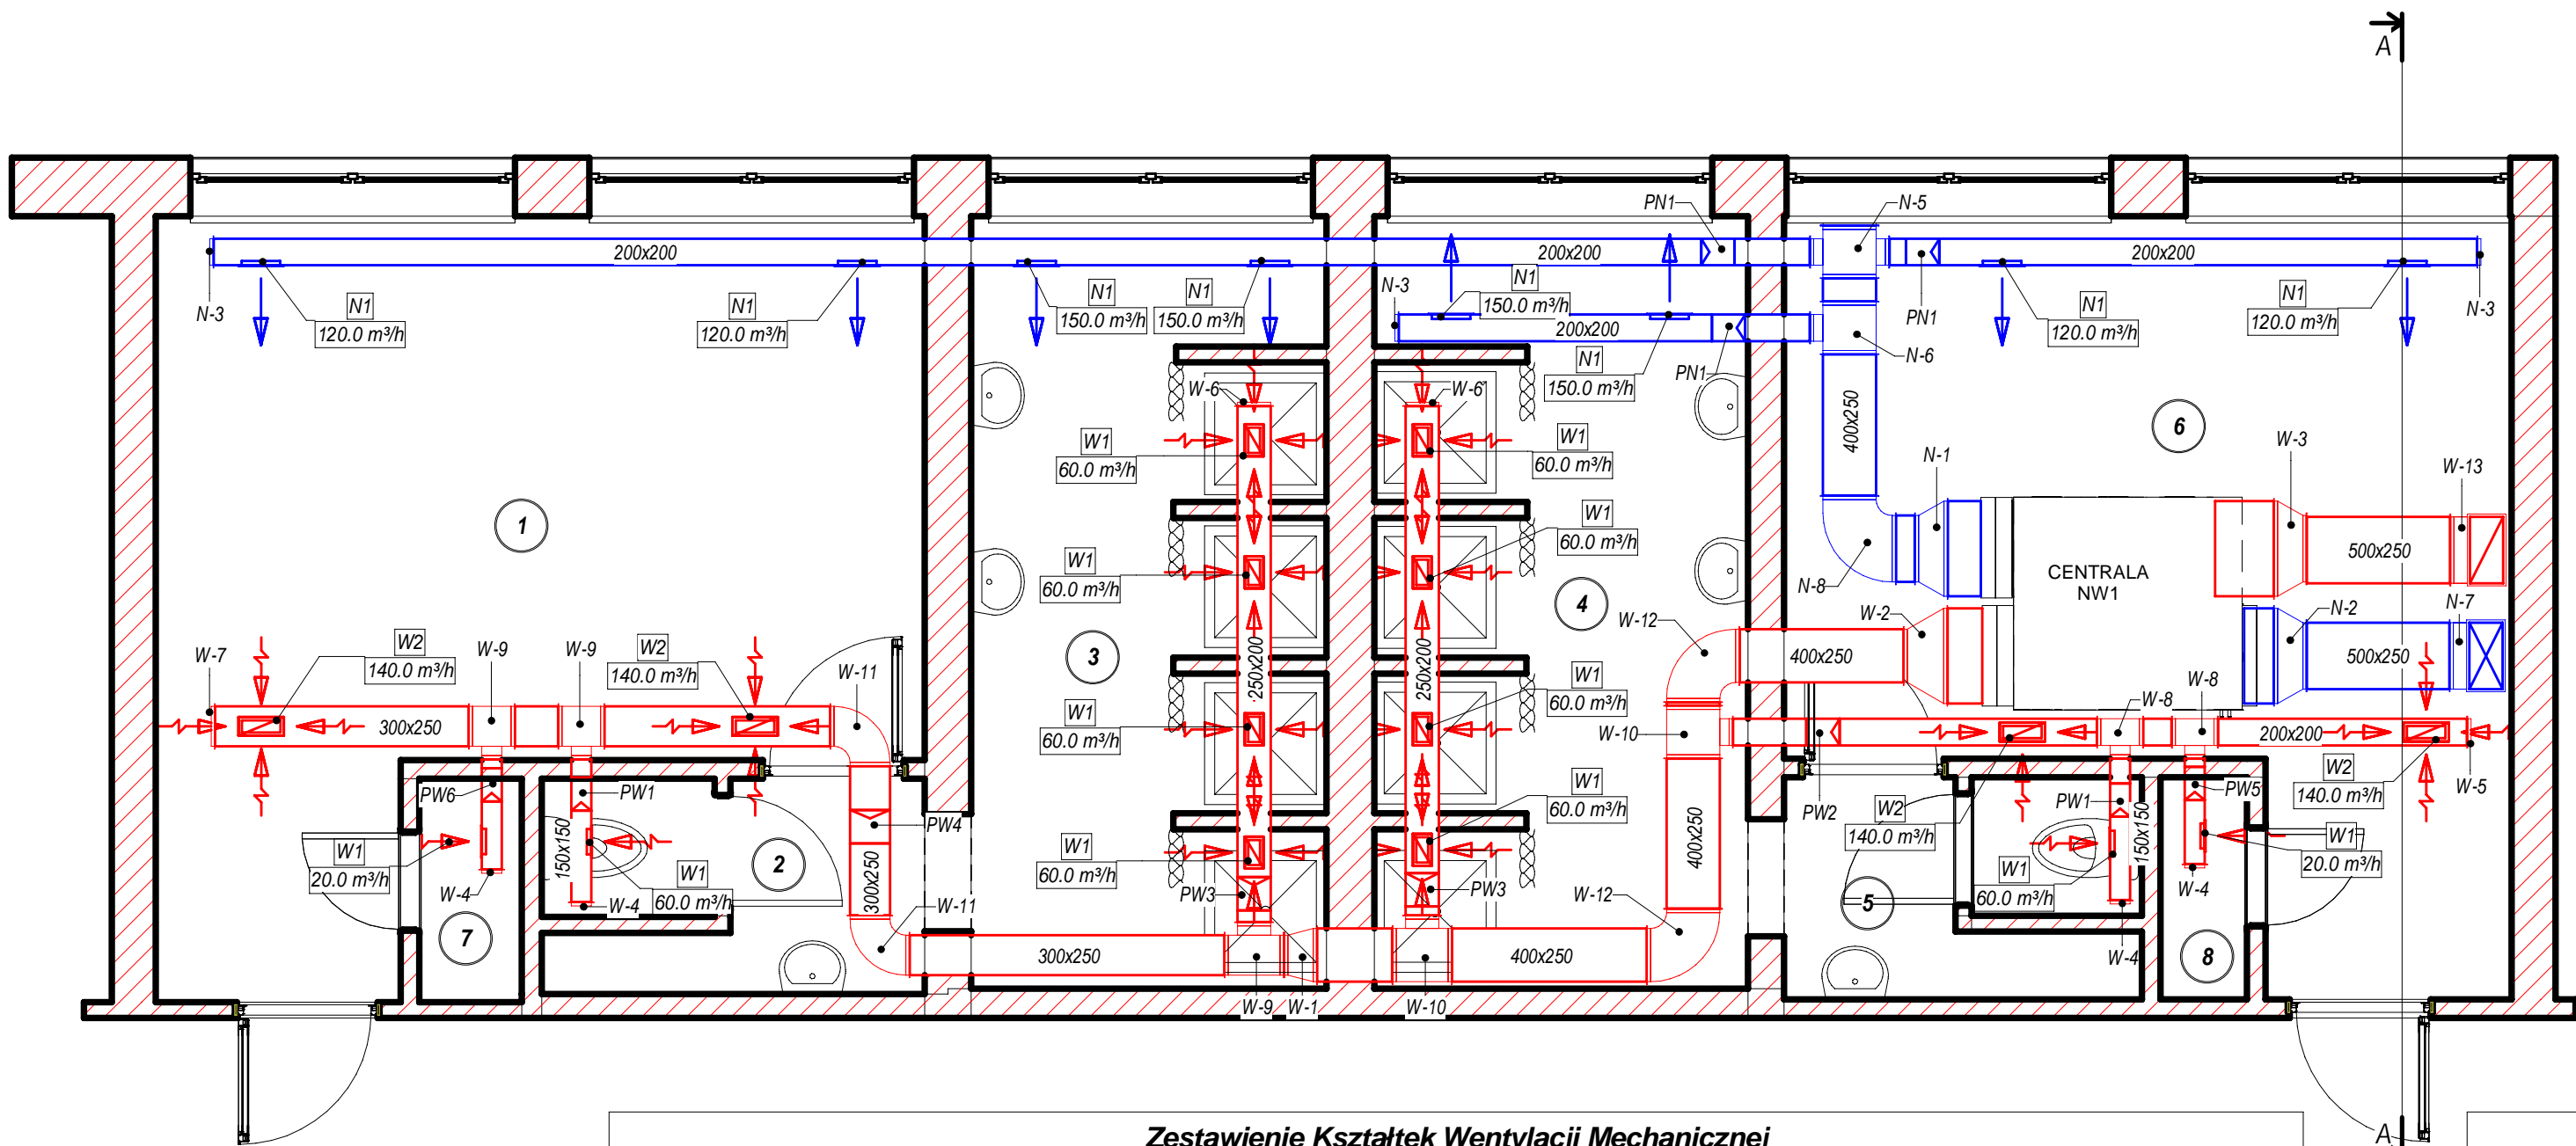 A
PN1
N-5
200x200
200x200
200x200
N-3
N1
120.0 m³/h
N1
120.0 m³/h
N1
150.0 m³/h
N1
150.0 m³/h
N-3
N1
150.0 m³/h
200x200
N1
150.0 m³/h
PN1
PN1
N-6
N1
120.0 m³/h
N1
120.0 m³/h
N-3
W-6
W-6
W1
60.0 m³/h
W1
60.0 m³/h
400x250
6
N-1
W-3
W-13
1
W1
60.0 m³/h
W1
60.0 m³/h
4
N-8
CENTRALA
NW1
500x250
W-7
W2
140.0 m³/h
W-9
W-9
W2
140.0 m³/h
W-11
3
250x200
250x200
W-12
W-2
400x250
N-2
N-7
500x250
300x250
W1
60.0 m³/h
W1
60.0 m³/h
W-10
W-8
W-8
200x200
W2
140.0 m³/h
W-5
PW6
PW1
PW4
PW2
W2
140.0 m³/h
PW1
PW5
W1
20.0 m³/h
150x150
2
300x250
W1
60.0 m³/h
W1
60.0 m³/h
400x250
150x150
W1
20.0 m³/h
W-4
W-4
W1
60.0 m³/h
PW3
PW3
W-12
5
W1
60.0 m³/h
W-4
7
W-11
300x250
400x250
W-4
8
W-9
W-1
W-10
Zestawienie Kształtek Wentylacji Mechanicznej
A